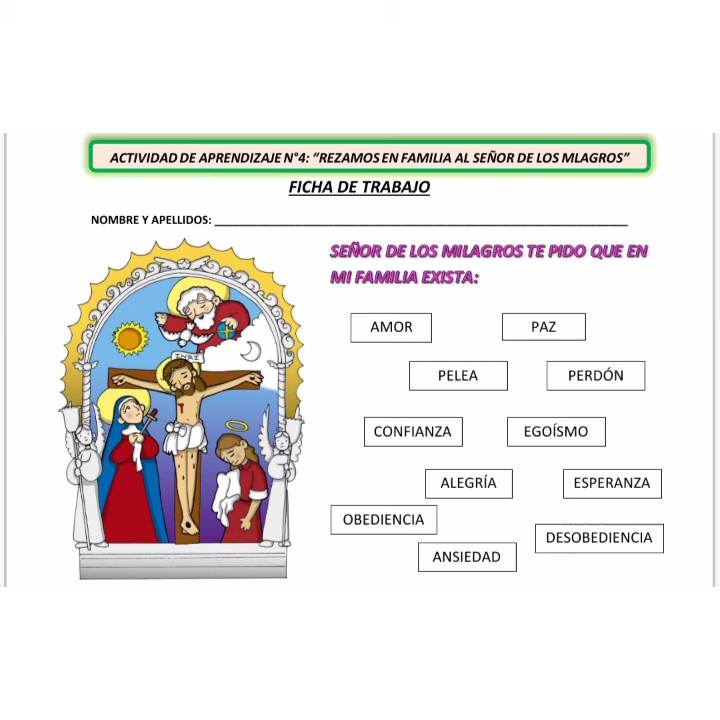 ACTIVIDAD DE APRENDIZAJE N°4: “REZAMOS EN FAMILIA AL SEÑOR DE LOS MLAGROS”
FICHA DE TRABAJO
NOMBRE Y APELLIDOS: ____________________
SEÑOR DE LOS MILAGROS TE PIDO QUE EN
MI FAMILIA EXISTA:
INRI
AMOR
PAZ
PELEA
PERDÓN
CONFIANZA
EGOÍSMO
ALEGRÍA
ESPERANZA
OBEDIENCIA
DESOBEDIENCIA
ANSIEDAD